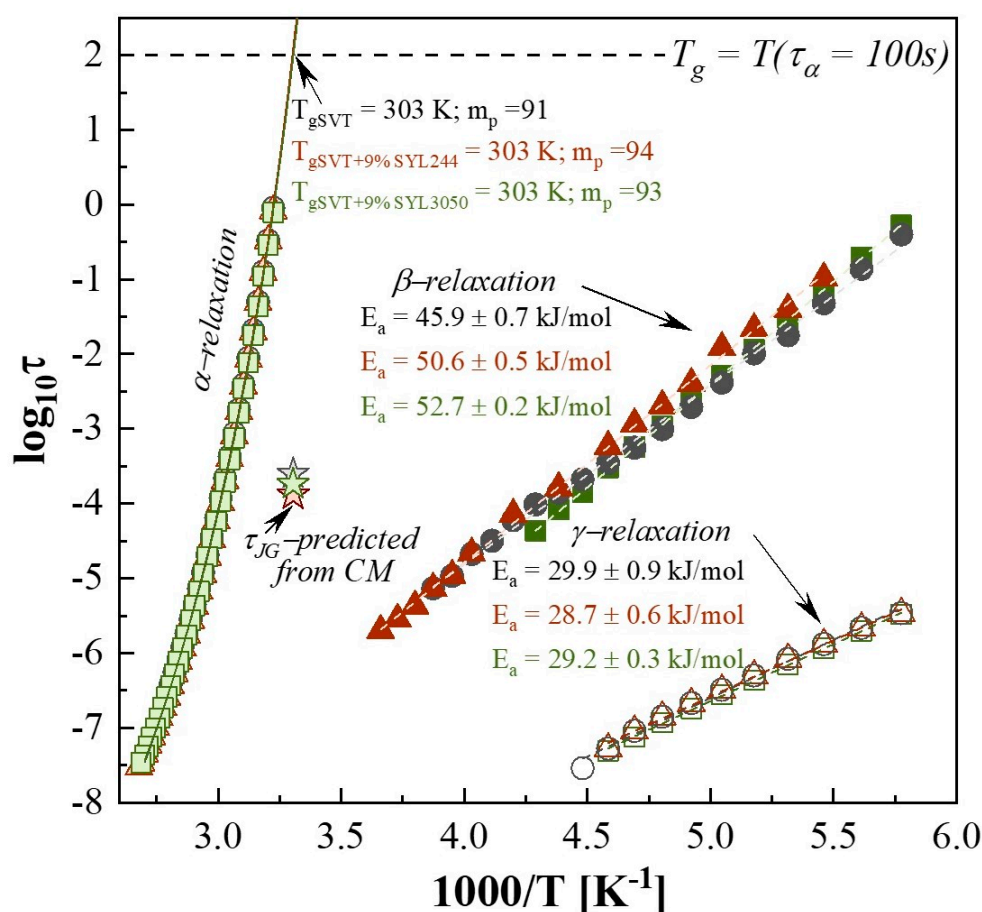 T_g = T(τ_α = 100s)
T_gSVT = 303 K; m_p =91
T_gSVT+9% SYL244 = 303 K; m_p =94
T_gSVT+9% SYL3050 = 303 K; m_p =93
α–relaxation
β–relaxation
E_a = 45.9 ± 0.7 kJ/mol
E_a = 50.6 ± 0.5 kJ/mol
E_a = 52.7 ± 0.2 kJ/mol
τ_JG–predicted
from CM
γ–relaxation
E_a = 29.9 ± 0.9 kJ/mol
E_a = 28.7 ± 0.6 kJ/mol
E_a = 29.2 ± 0.3 kJ/mol
log₁₀τ
2
1
0
-1
-2
-3
-4
-5
-6
-7
-8
3.0 3.5 4.0 4.5 5.0 5.5 6.0
1000/T [K⁻¹]